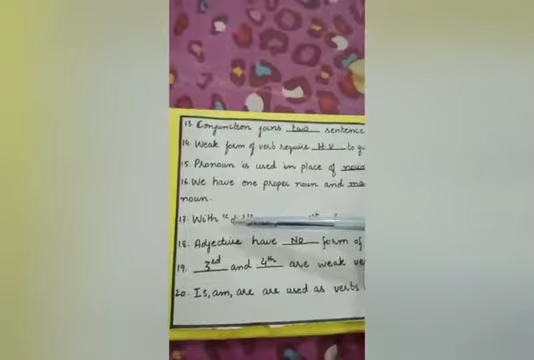 13. Conjunction joins two sentence
14. Weak form of verb require H.V to
15. Pronoun is used in place of noun
16. We have one proper noun and
noun.
17. With
18. Adjective have No form of
19. 3rd and 4th are weak
20. Is, am, are are used as verbs